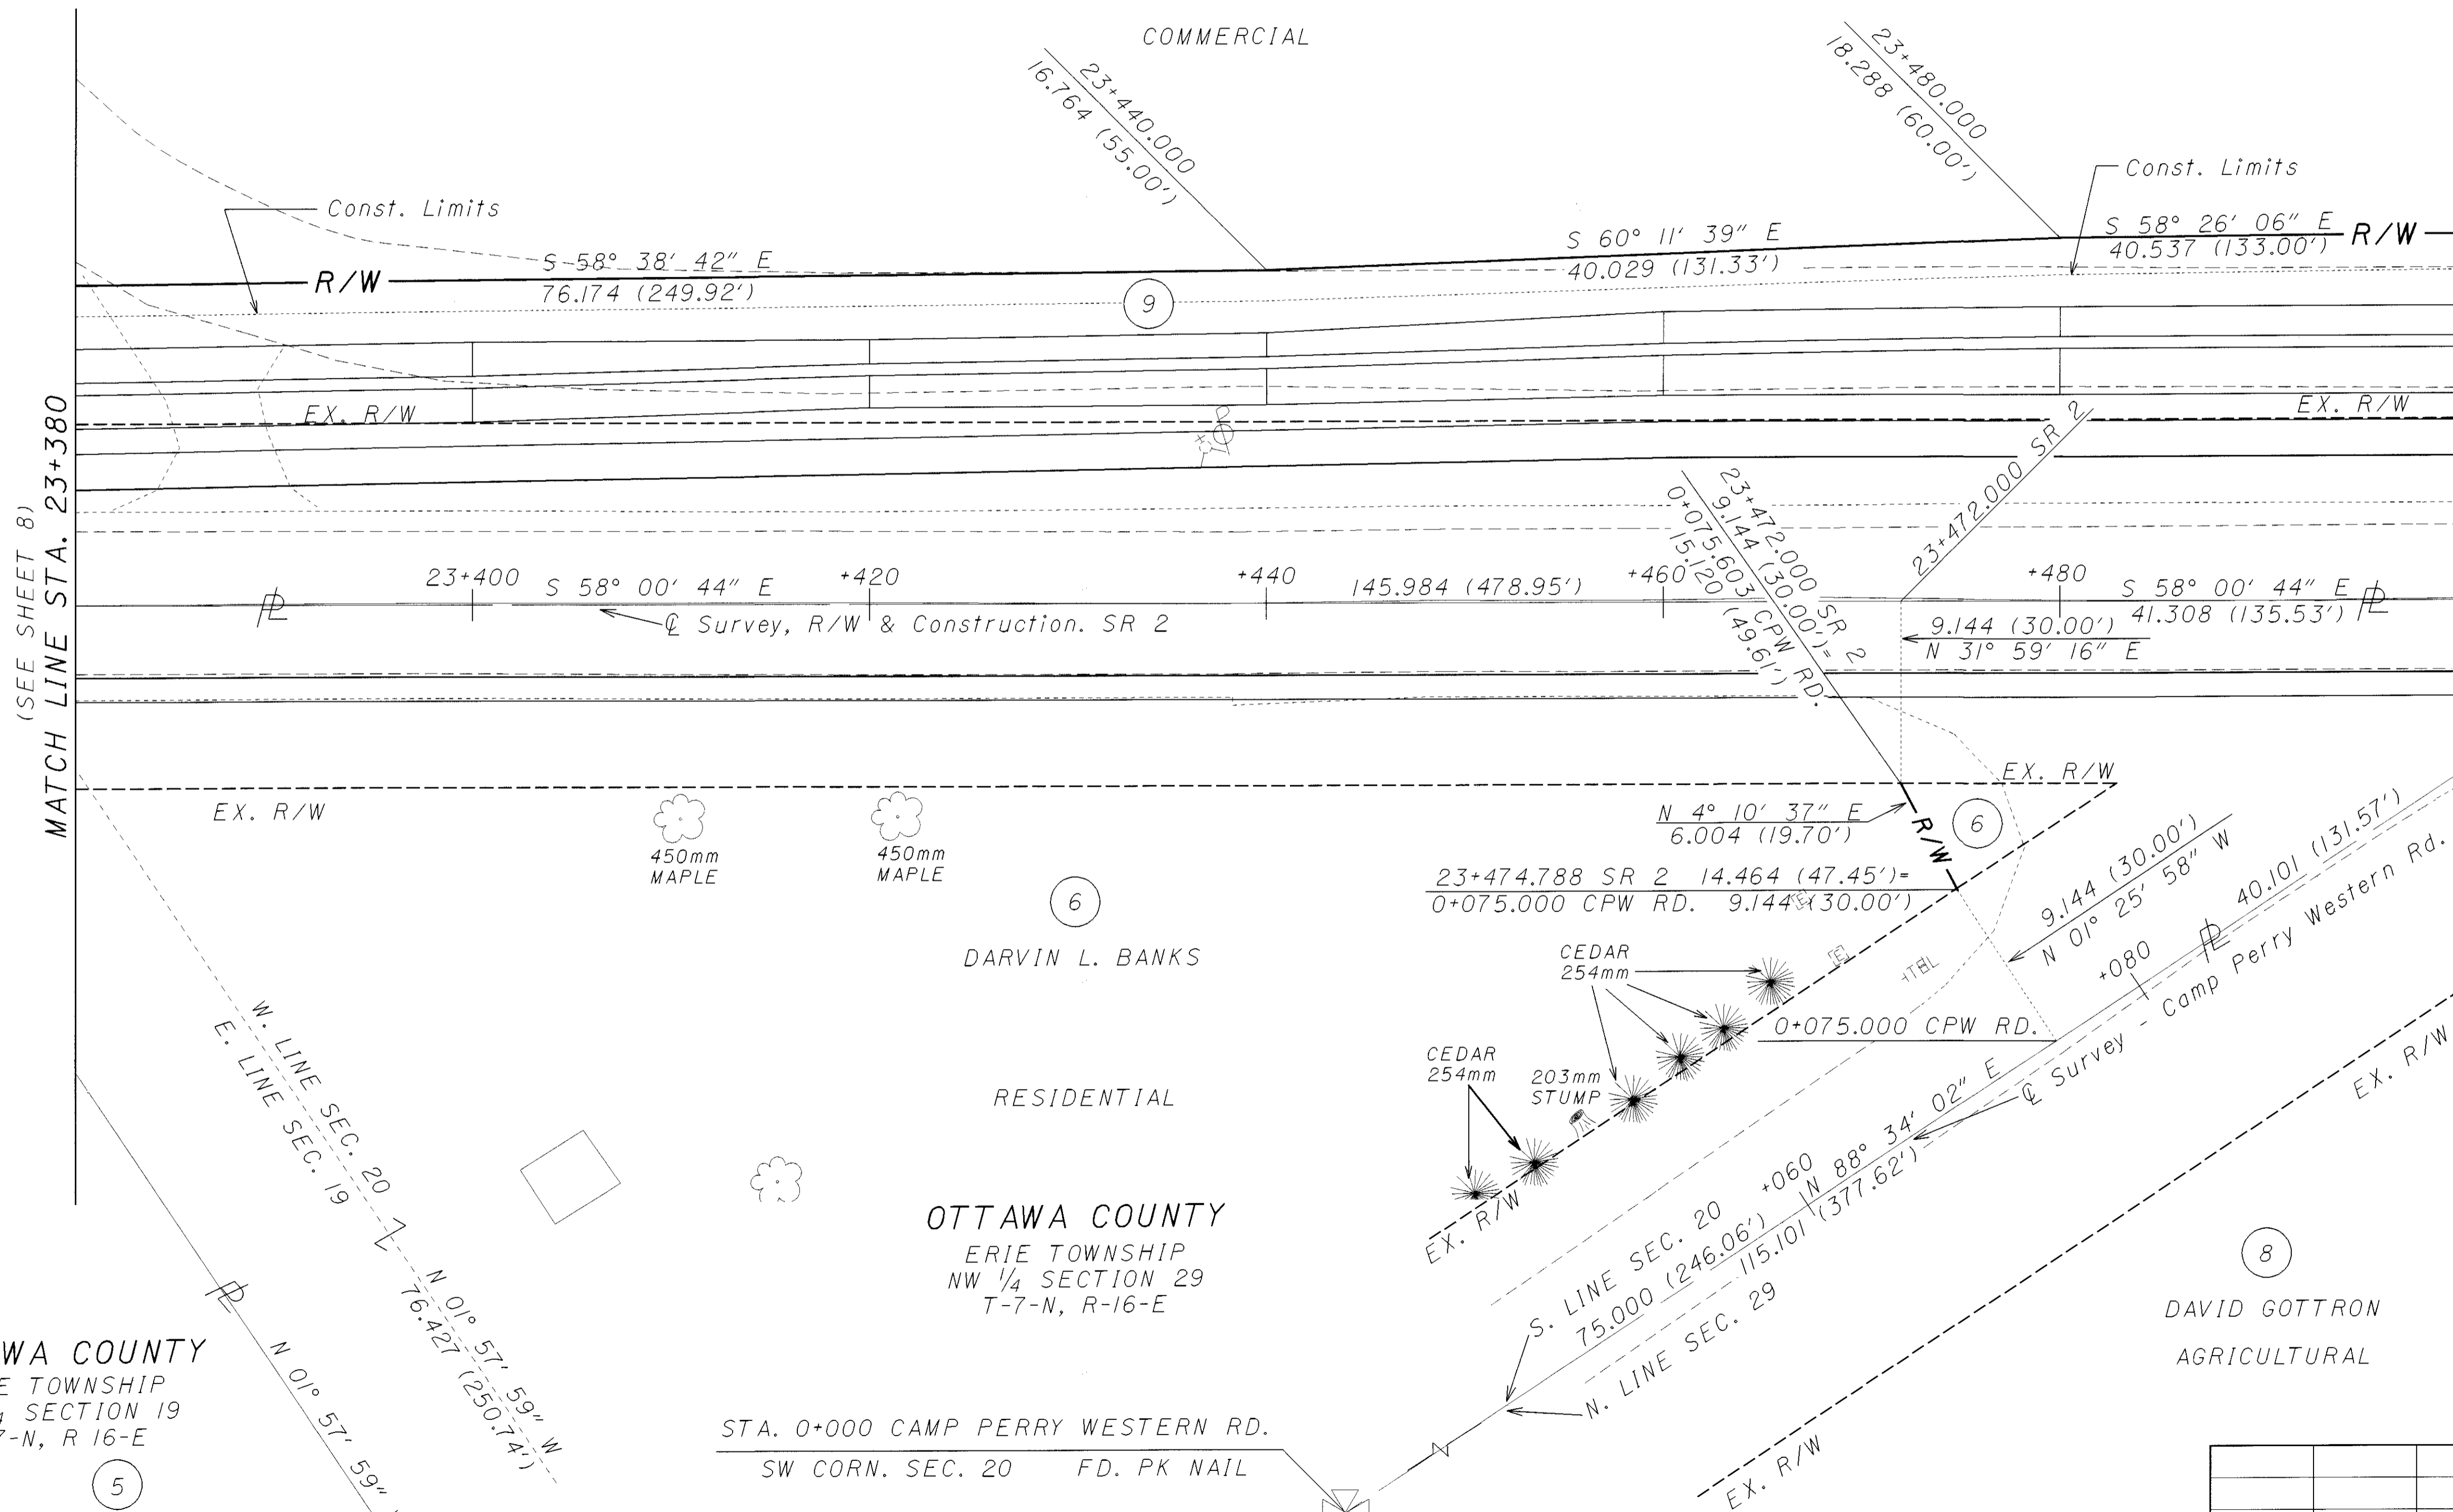 COMMERCIAL
23+440.000
16.764 (55.00')
23+480.000
18.288 (60.00')
Const. Limits
Const. Limits
S 58° 38' 42" E
76.174 (249.92')
R/W
S 60° 11' 39" E
40.029 (131.33')
S 58° 26' 06" E
40.537 (133.00')
R/W
9
EX. R/W
EX. R/W
(SEE SHEET 8)
MATCH LINE STA. 23+380
23+472.000 SR 2
23+472.000 SR 2
9.144 (30.00')=
0+075.603 CPW RD.
15.120 (49.61')
23+400
S 58° 00' 44" E
+420
+440
145.984 (478.95')
+460
+480
S 58° 00' 44" E
41.308 (135.53')
PL
PL
℄ Survey, R/W & Construction. SR 2
9.144 (30.00')
N 31° 59' 16" E
EX. R/W
EX. R/W
450mm
MAPLE
450mm
MAPLE
N 4° 10' 37" E
6.004 (19.70')
R/W
6
23+474.788 SR 2 14.464 (47.45')=
0+075.000 CPW RD. 9.144 (30.00')
6
DARVIN L. BANKS
RESIDENTIAL
[E]
[E]
TEL
CEDAR
254mm
CEDAR
254mm
203mm
STUMP
0+075.000 CPW RD.
9.144 (30.00')
N 01° 25' 58" W
40.101 (131.57')
PL
+080
℄ Survey - Camp Perry Western Rd.
EX. R/W
EX. R/W
EX. R/W
+060
N 88° 34' 02" E
115.101 (377.62')
S. LINE SEC. 20
75.000 (246.06')
N. LINE SEC. 29
W. LINE SEC. 20
E. LINE SEC. 19
N 01° 57' 59" W
76.427 (250.74')
PL
N 01° 57' 59"
OTTAWA COUNTY
ERIE TOWNSHIP
NW 1/4 SECTION 29
T-7-N, R-16-E
8
DAVID GOTTRON
AGRICULTURAL
WA COUNTY
E TOWNSHIP
4 SECTION 19
7-N, R 16-E
5
STA. 0+000 CAMP PERRY WESTERN RD.
SW CORN. SEC. 20 FD. PK NAIL